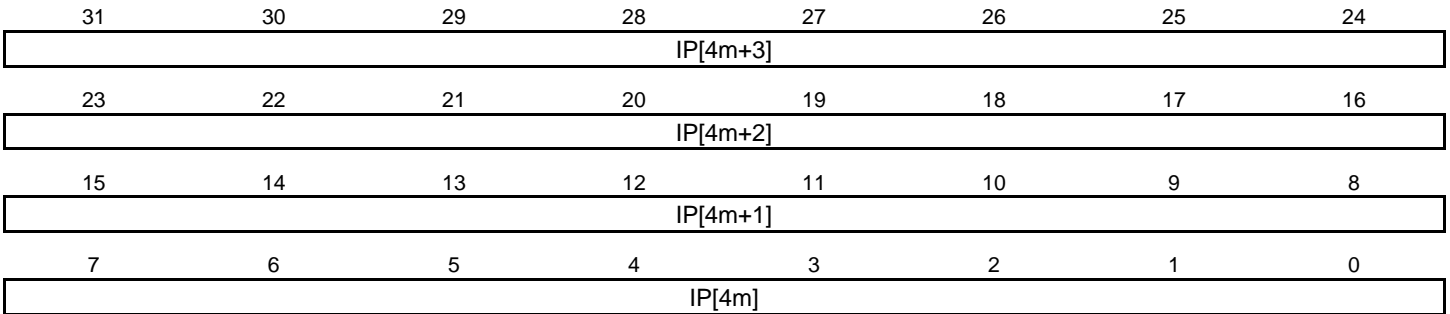 31 30 29 28 27 26 25 24
IP[4m+3]
23 22 21 20 19 18 17 16
IP[4m+2]
15 14 13 12 11 10 9 8
IP[4m+1]
7 6 5 4 3 2 1 0
IP[4m]